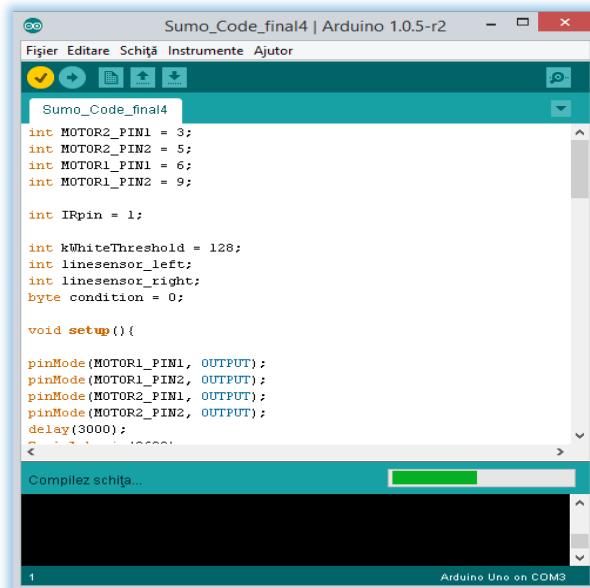 Sumo_Code_final4 | Arduino 1.0.5-r2
Fişier Editare Schiţă Instrumente Ajutor
Sumo_Code_final4
int MOTOR2_PIN1 = 3;
int MOTOR2_PIN2 = 5;
int MOTOR1_PIN1 = 6;
int MOTOR1_PIN2 = 9;
int IRpin = 1;
int kWhiteThreshold = 128;
int linesensor_left;
int linesensor_right;
byte condition = 0;
void setup(){
pinMode(MOTOR1_PIN1, OUTPUT);
pinMode(MOTOR1_PIN2, OUTPUT);
pinMode(MOTOR2_PIN1, OUTPUT);
pinMode(MOTOR2_PIN2, OUTPUT);
delay(3000);
Compilez schiţa...
1
Arduino Uno on COM3